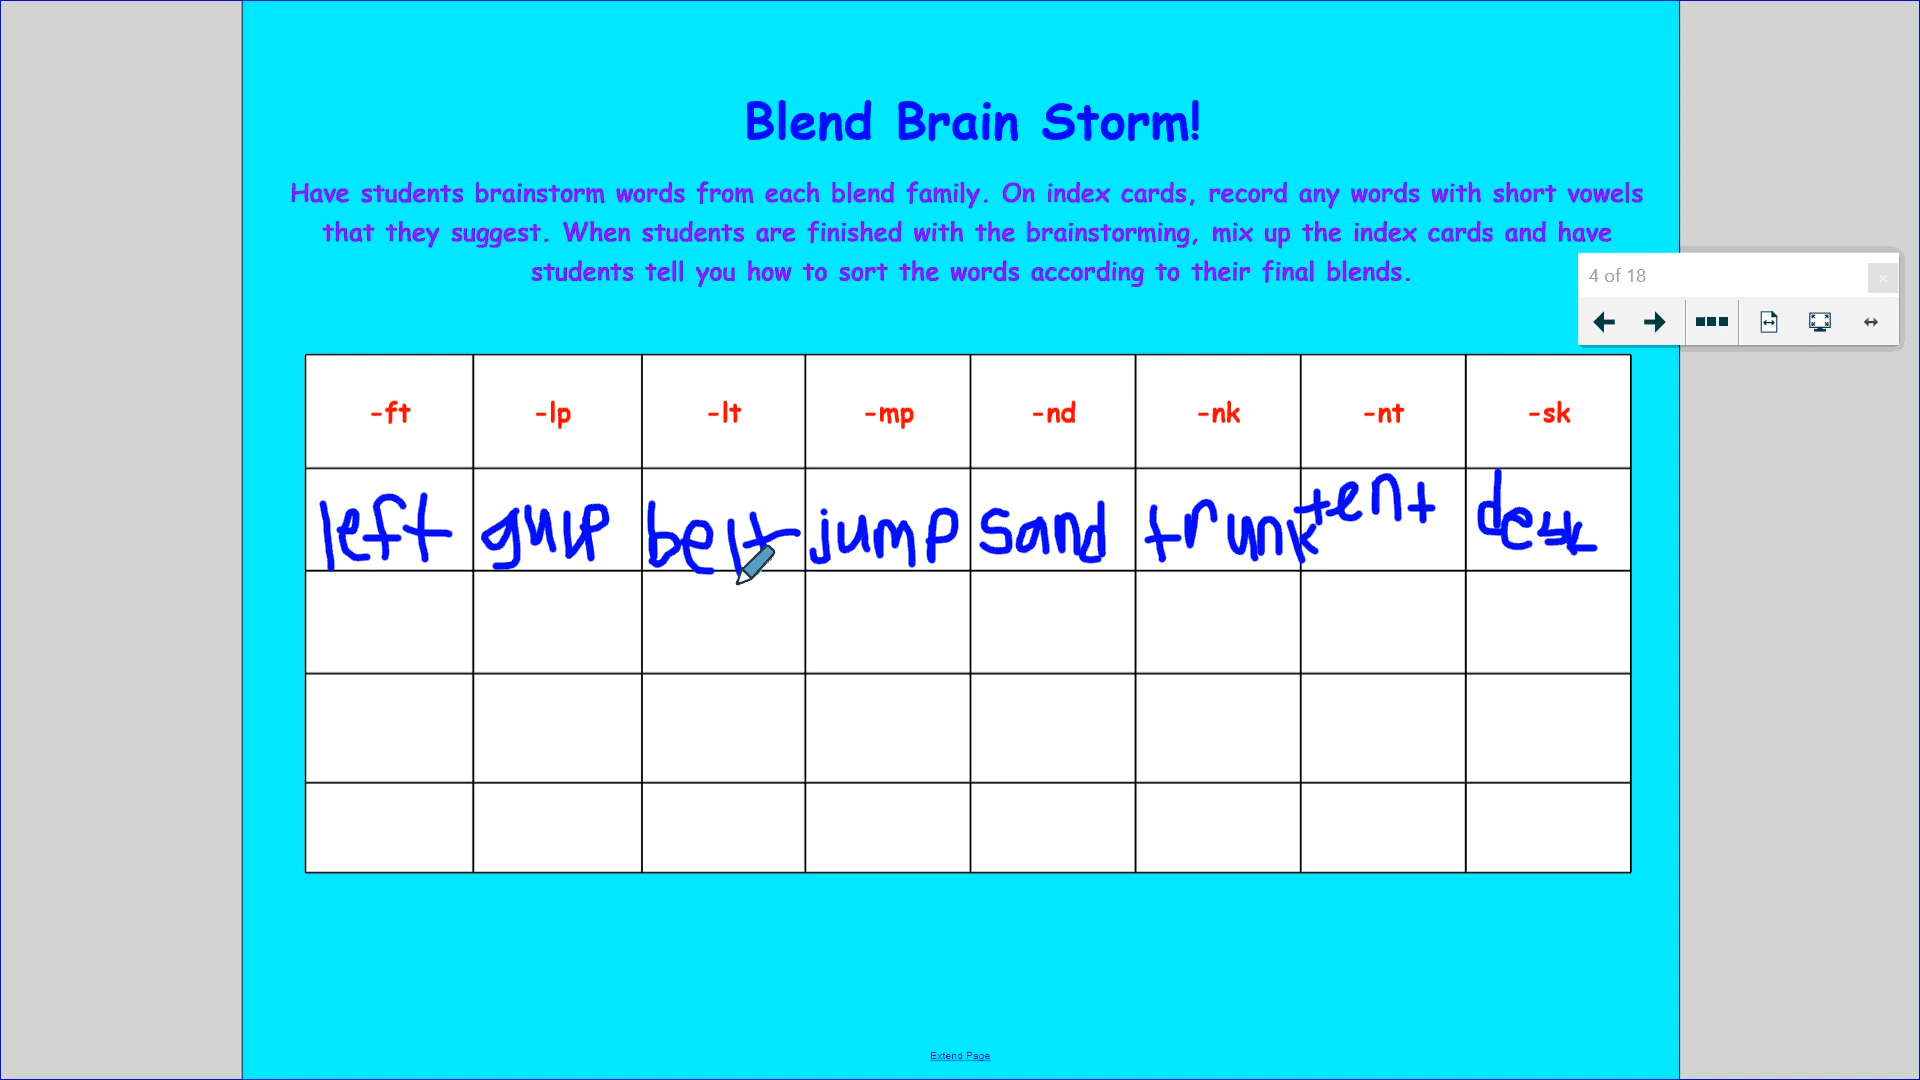 Blend Brain Storm!
Have students brainstorm words from each blend family. On index cards, record any words with short vowels
that they suggest. When students are finished with the brainstorming, mix up the index cards and have
students tell you how to sort the words according to their final blends.
4 of 18
-ft -lp -lt -mp -nd -nk -nt -sk
left gulp belt jump sand trunk tent desk
Extend Page